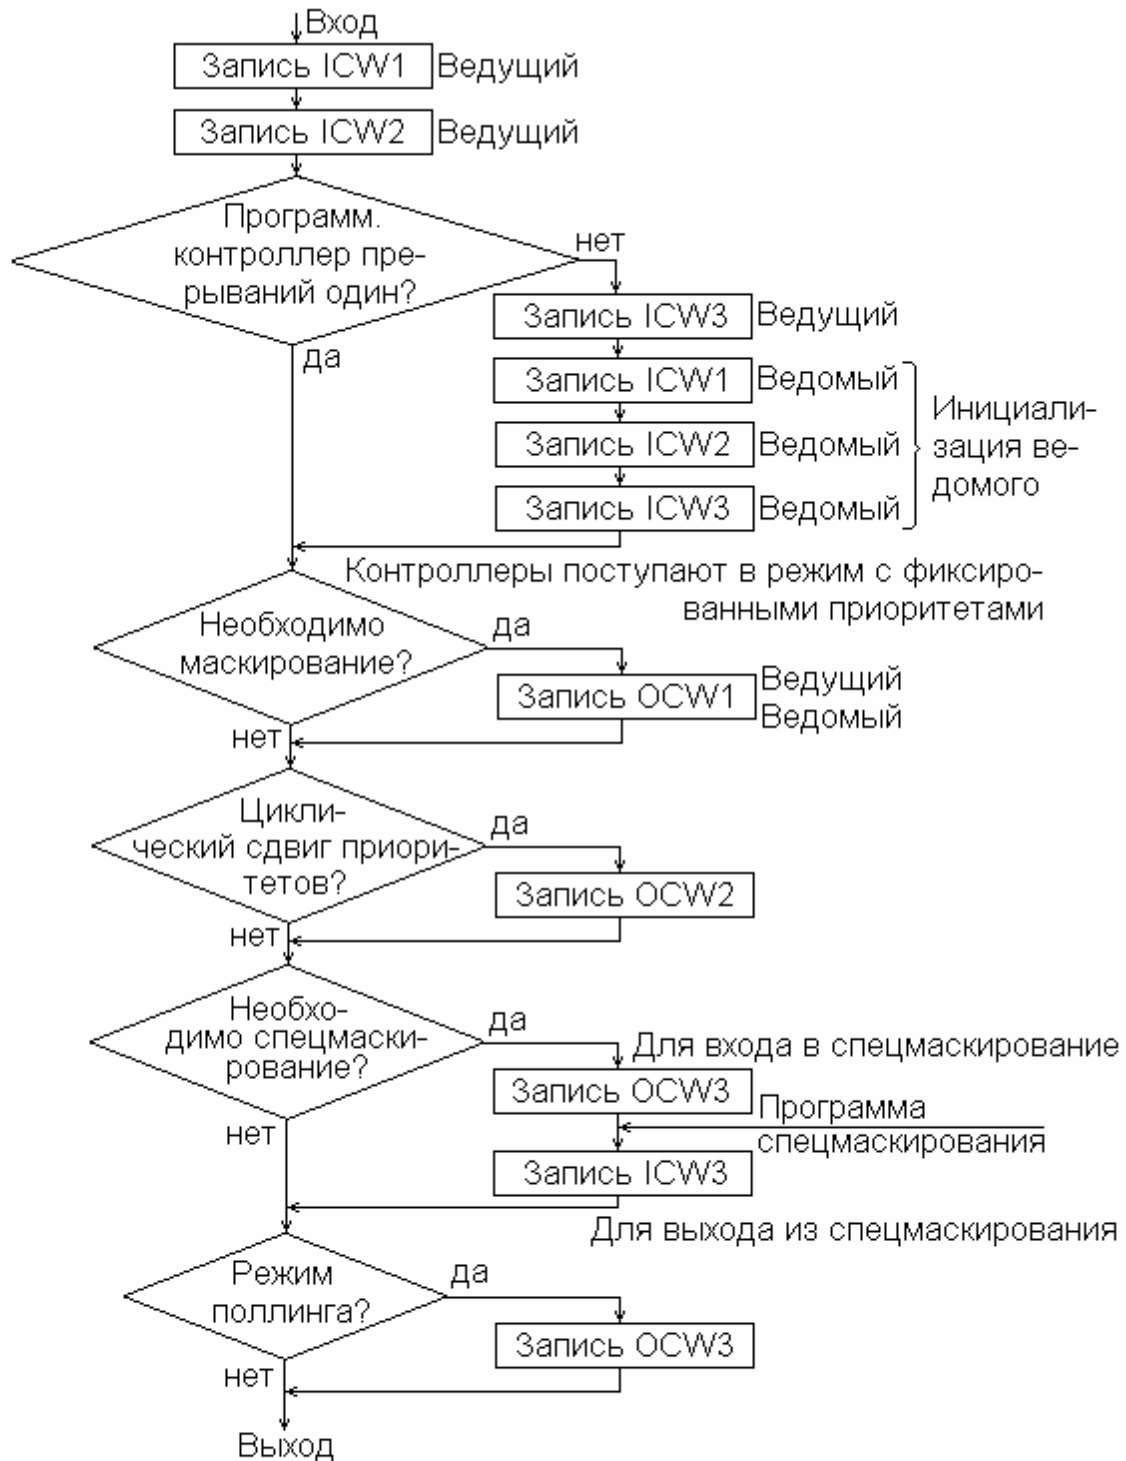 Вход
Запись ICW1
Ведущий
Запись ICW2
Ведущий
Программ.
контроллер пре-
рываний один?
нет
да
Запись ICW3
Ведущий
Запись ICW1
Ведомый
Запись ICW2
Ведомый
Запись ICW3
Ведомый
Инициали-
зация ве-
домого
Контроллеры поступают в режим с фиксиро-
ванными приоритетами
Необходимо
маскирование?
да
Запись OCW1
Ведущий
Ведомый
нет
Цикли-
ческий сдвиг приори-
тетов?
да
Запись OCW2
нет
Необхо-
димо спецмаски-
рование?
да
Для входа в спецмаскирование
Запись OCW3
Программа
спецмаскирования
нет
Запись ICW3
Для выхода из спецмаскирования
Режим
поллинга?
да
Запись OCW3
нет
Выход